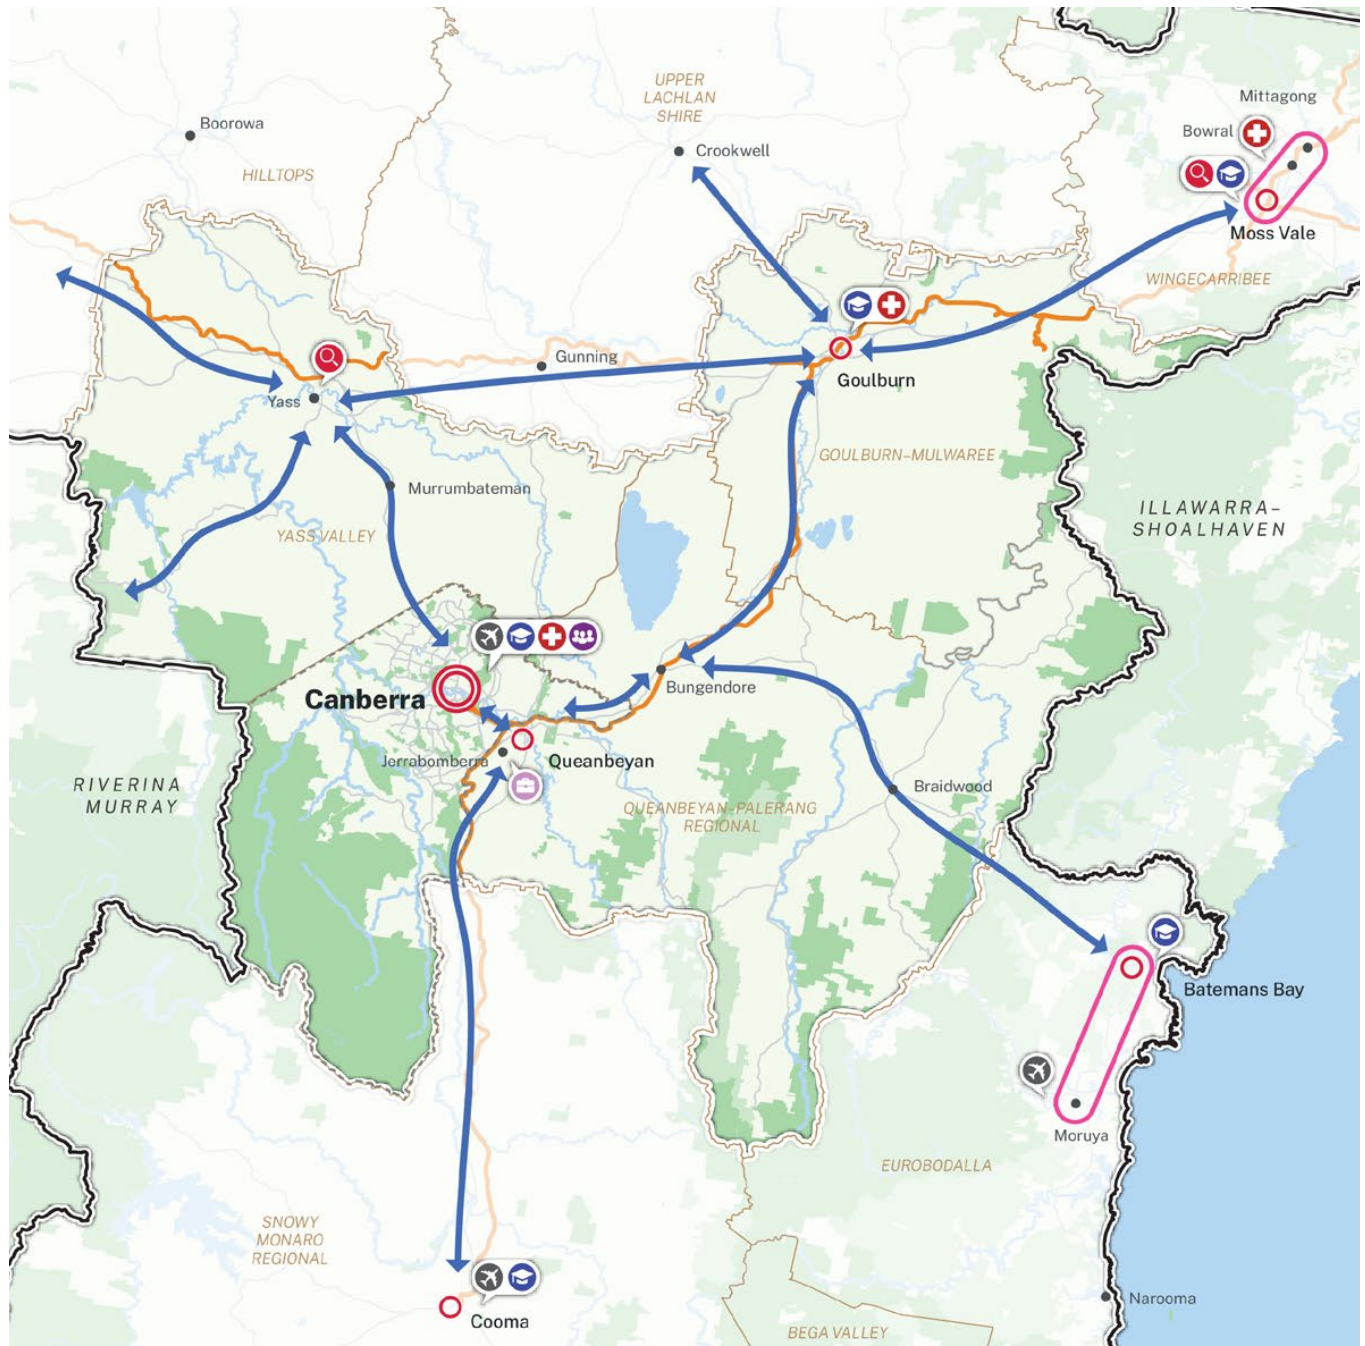 UPPER
LACHLAN
SHIRE
Mittagong
Boorowa
Bowral
Crookwell
HILLTOPS
Moss Vale
WINGECARRIBEE
Gunning
Goulburn
Yass
GOULBURN–MULWAREE
Murrumbateman
ILLAWARRA–
SHOALHAVEN
YASS VALLEY
Bungendore
Canberra
Jerrabomberra
Queanbeyan
RIVERINA
MURRAY
Braidwood
QUEANBEYAN–PALERANG
REGIONAL
Batemans Bay
Moruya
EUROBODALLA
SNOWY
MONARO
REGIONAL
Narooma
Cooma
BEGA VALLEY